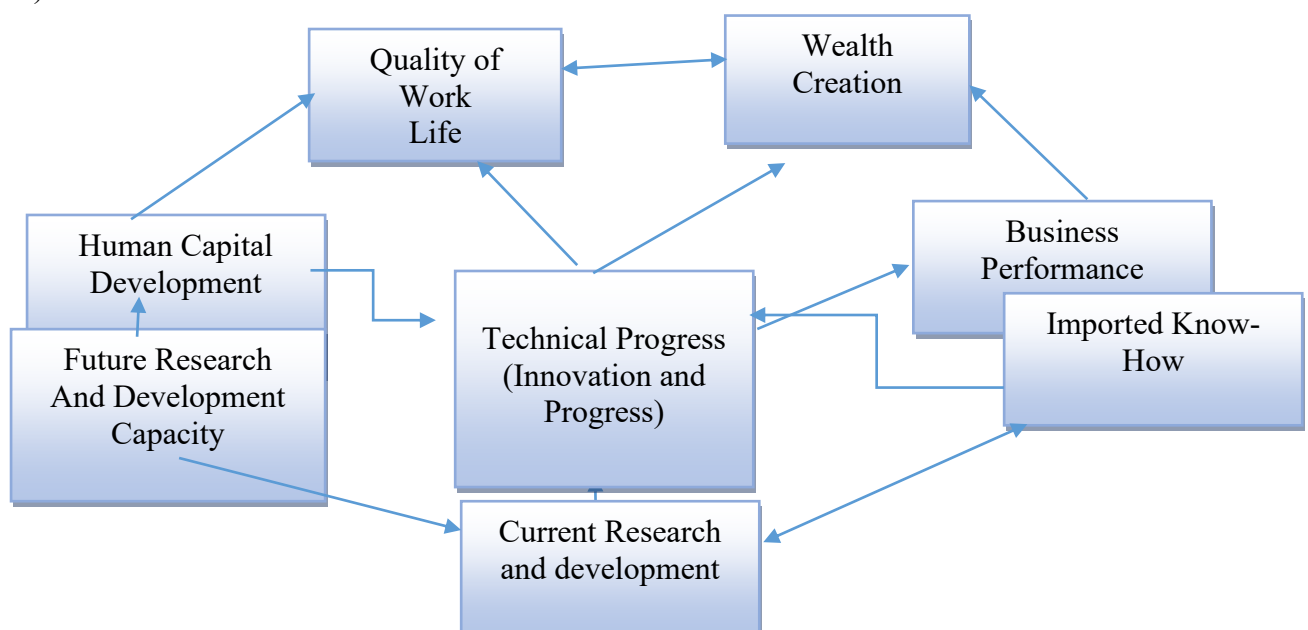 Quality of
Work
Life
Wealth
Creation
Human Capital
Development
Business
Performance
Technical Progress
(Innovation and
Progress)
Imported Know-
How
Future Research
And Development
Capacity
Current Research
and development